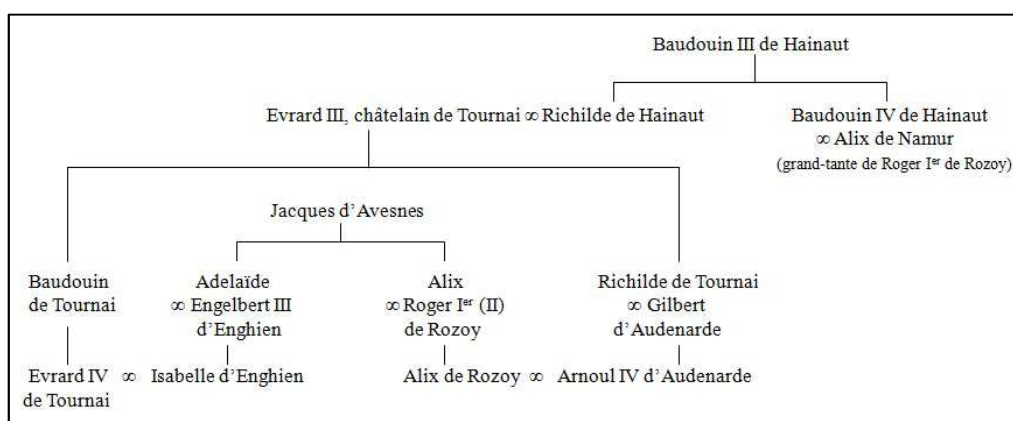 Baudouin III de Hainaut
Evrard III, châtelain de Tournai ∞ Richilde de Hainaut
Baudouin IV de Hainaut
∞ Alix de Namur
(grand-tante de Roger Iᵉʳ de Rozoy)
Jacques d’Avesnes
Baudouin
de Tournai
Adelaïde
∞ Engelbert III
d’Enghien
Alix
∞ Roger Iᵉʳ (II)
de Rozoy
Richilde de Tournai
∞ Gilbert
d’Audenarde
Evrard IV ∞ Isabelle d’Enghien
de Tournai
Alix de Rozoy ∞ Arnoul IV d’Audenarde